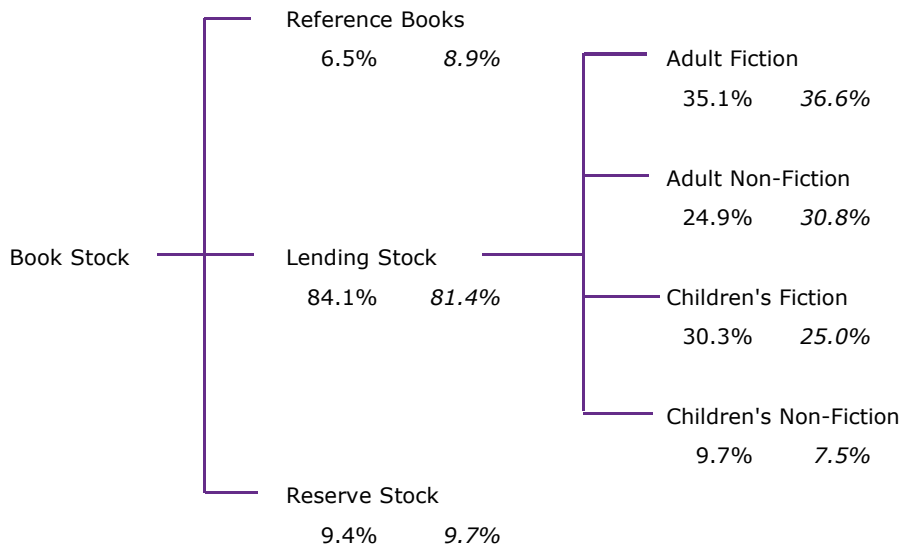 Reference Books
6.5% 8.9%
Adult Fiction
35.1% 36.6%
Adult Non-Fiction
24.9% 30.8%
Book Stock
Lending Stock
84.1% 81.4%
Children's Fiction
30.3% 25.0%
Children's Non-Fiction
9.7% 7.5%
Reserve Stock
9.4% 9.7%